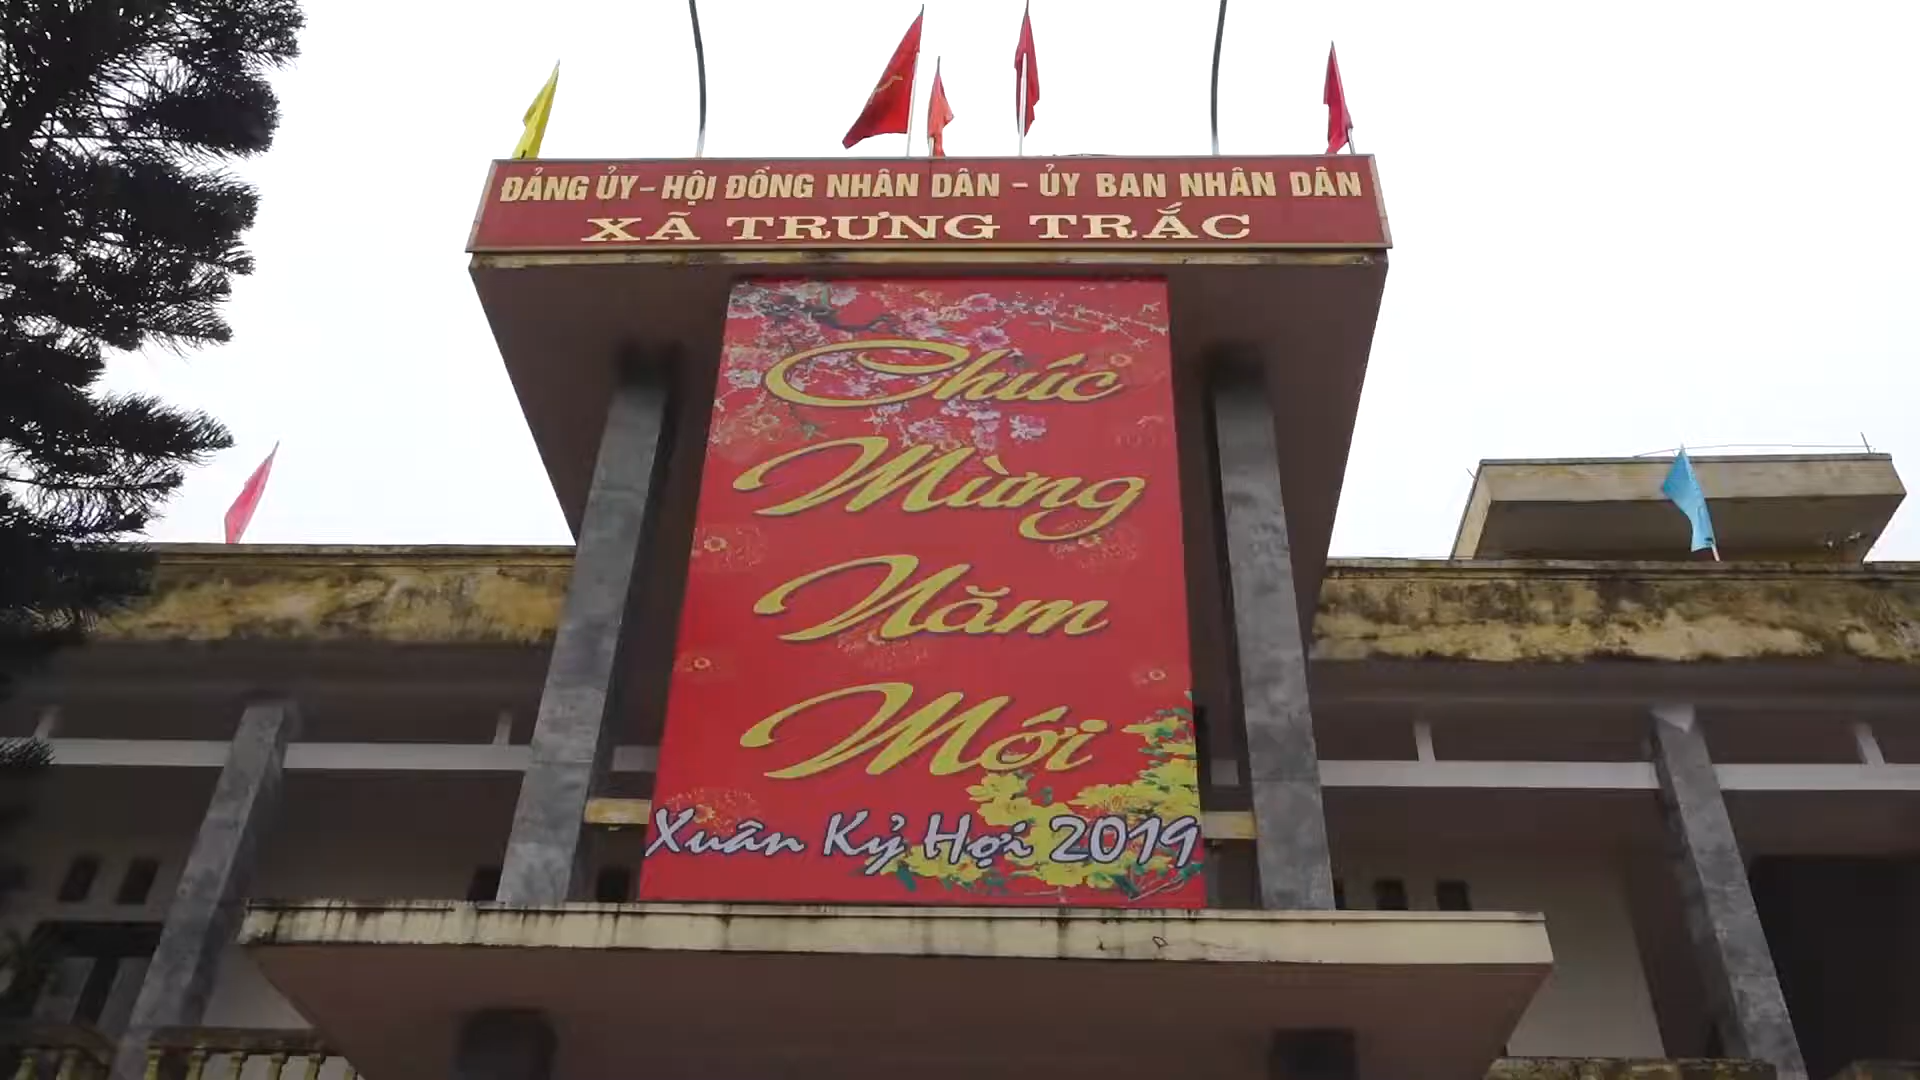 ĐẢNG ỦY - HỘI ĐỒNG NHÂN DÂN - ỦY BAN NHÂN DÂN
XÃ TRƯNG TRẮC
Chúc
Mừng
Năm
Mới
Xuân Kỷ Hợi 2019